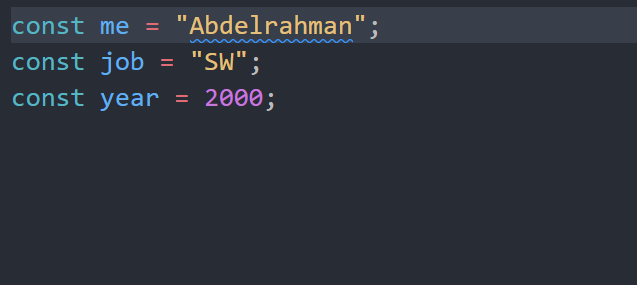 const me = "Abdelrahman";
const job = "SW";
const year = 2000;